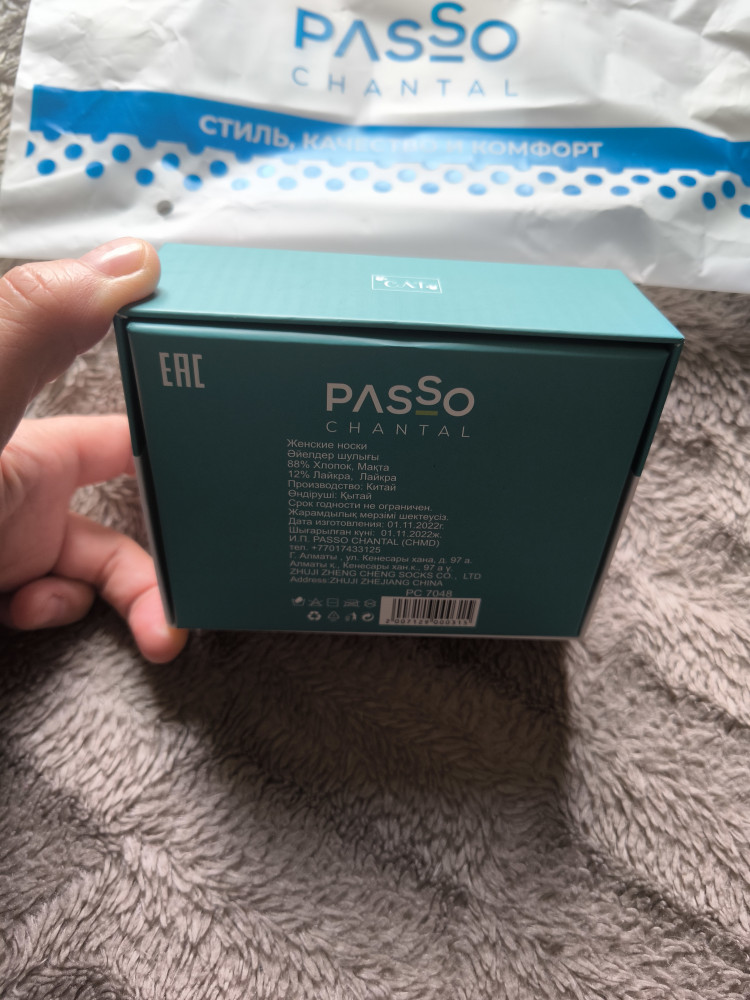 PASSO
CHANTAL
СТИЛЬ, КАЧЕСТВО И КОМФОРТ
EAC
PASSO
CHANTAL
Женские носки
Әйелдер шұлығы
88% Хлопок, Мақта
12% Лайкра, Лайкра
Производство: Китай
Өндіруші: Қытай
Срок годности не ограничен.
Жарамдылық мерзімі шектеусіз.
Дата изготовления: 01.11.2022г.
Шығарылған күні: 01.11.2022ж.
И.П. PASSO CHANTAL (CHMD)
тел. +77017433125
Г. Алматы , ул. Кенесары хана, д. 97 а.
Алматы қ., Кенесары хан.к., 97 а у.
ZHUJI ZHENG CHENG SOCKS CO., LTD
Address:ZHUJI ZHEJIANG CHINA
PC 7048